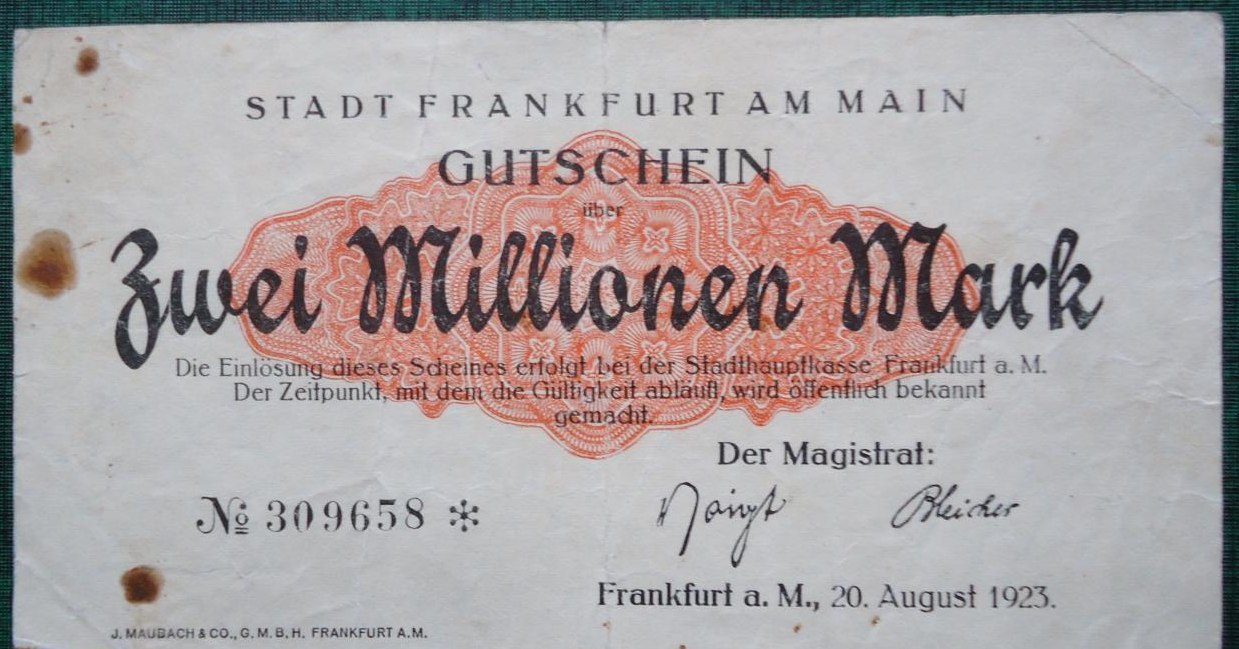 STADT FRANKFURT AM MAIN
GUTSCHEIN
über
Zwei Millionen Mark
Die Einlösung dieses Scheines erfolgt bei der Stadthauptkasse Frankfurt a. M.
Der Zeitpunkt, mit dem die Gültigkeit abläuft, wird öffentlich bekannt
gemacht.
Der Magistrat:
Voigt Bleicher
№ 309658 *
Frankfurt a. M., 20. August 1923.
J. MAUBACH & CO., G. M. B. H. FRANKFURT A.M.